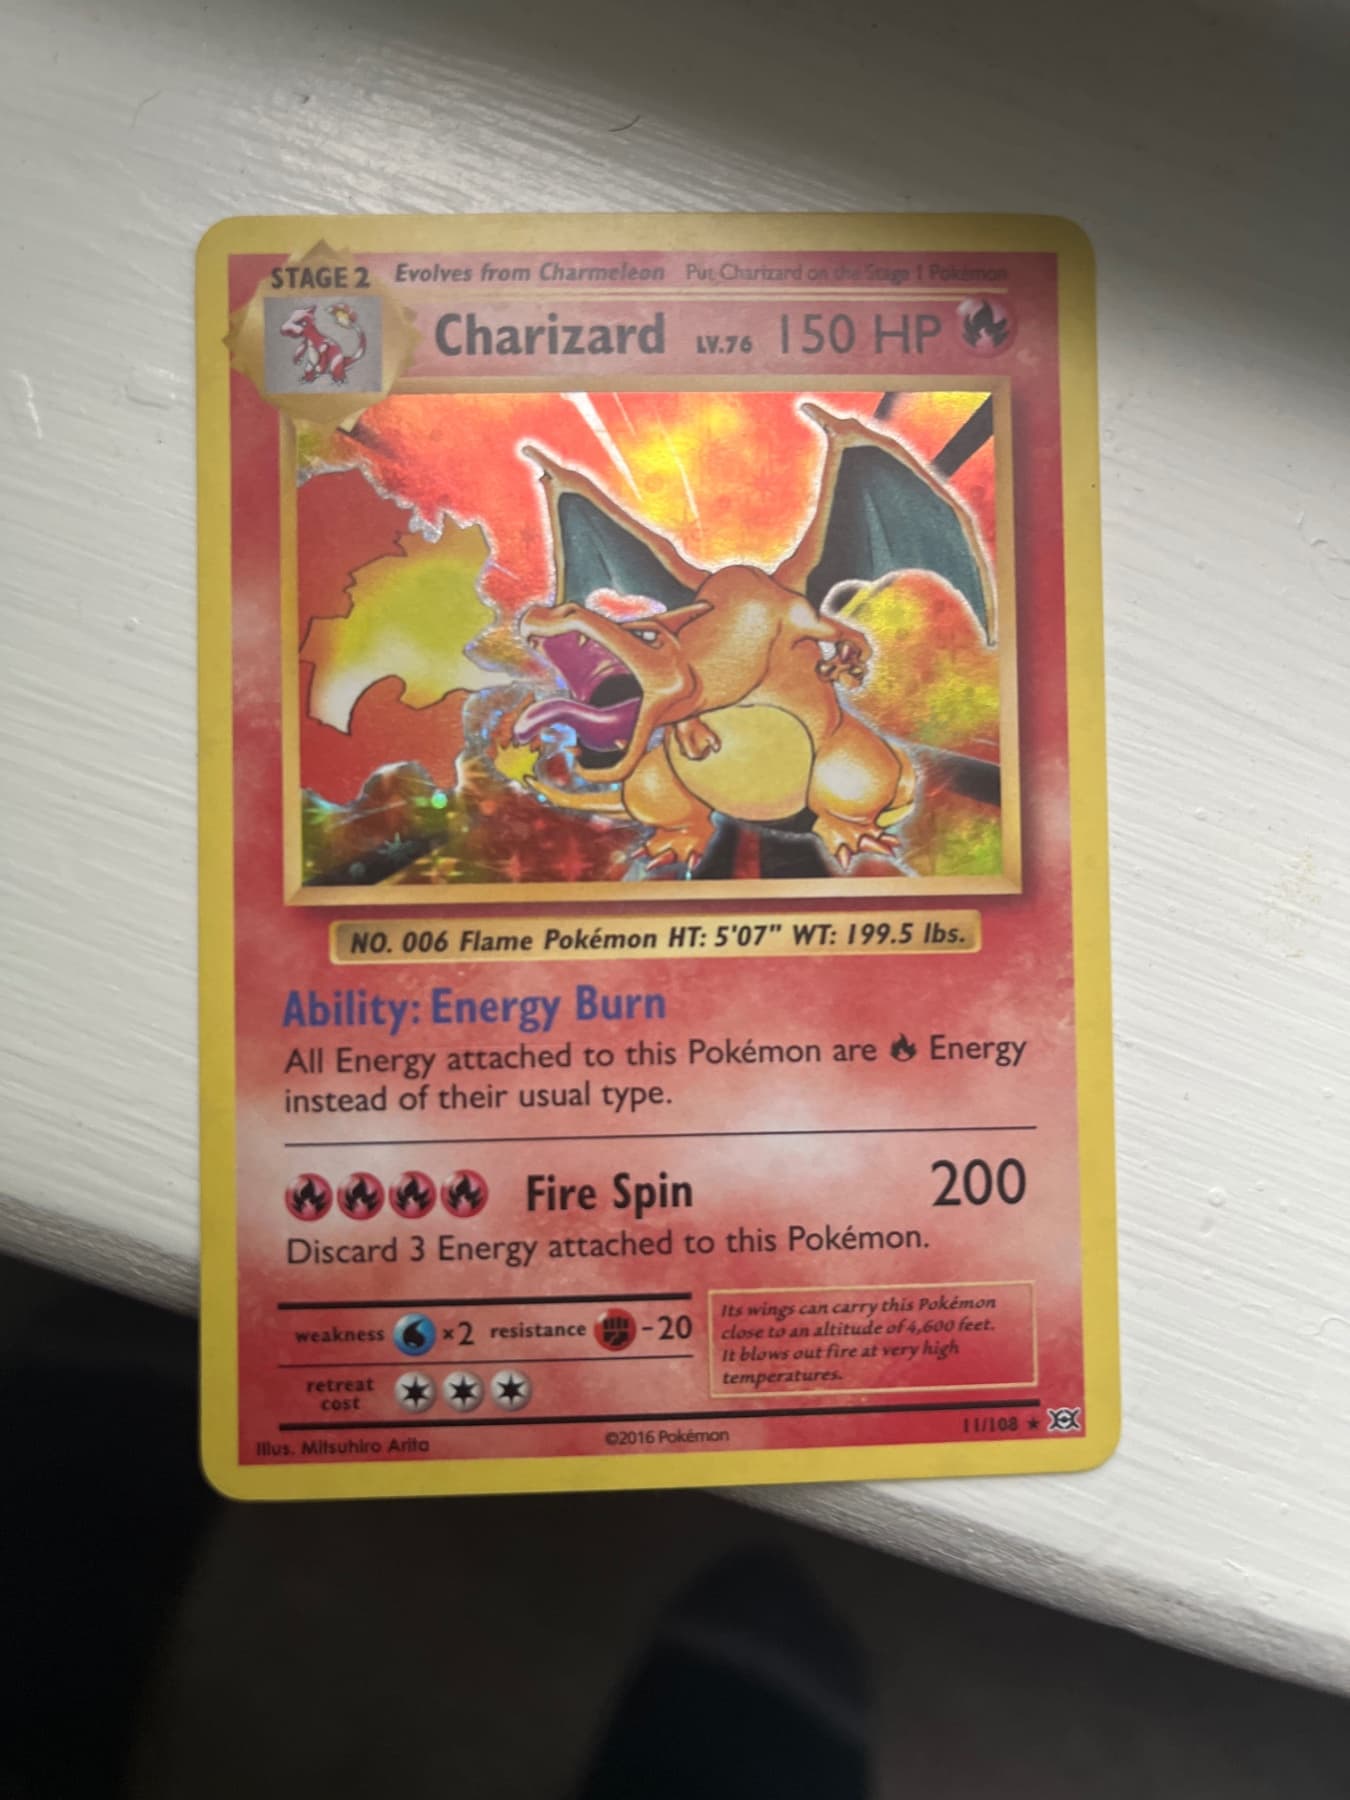 STAGE 2 Evolves from Charmeleon Put Charizard on the Stage 1 Pokémon
Charizard LV.76 150 HP
NO. 006 Flame Pokémon HT: 5'07" WT: 199.5 lbs.
Ability: Energy Burn
All Energy attached to this Pokémon are Energy
instead of their usual type.
Fire Spin 200
Discard 3 Energy attached to this Pokémon.
weakness ×2 resistance -20
retreat
cost
Its wings can carry this Pokémon
close to an altitude of 4,600 feet.
It blows out fire at very high
temperatures.
Illus. Mitsuhiro Arita ©2016 Pokémon 11/108 ★